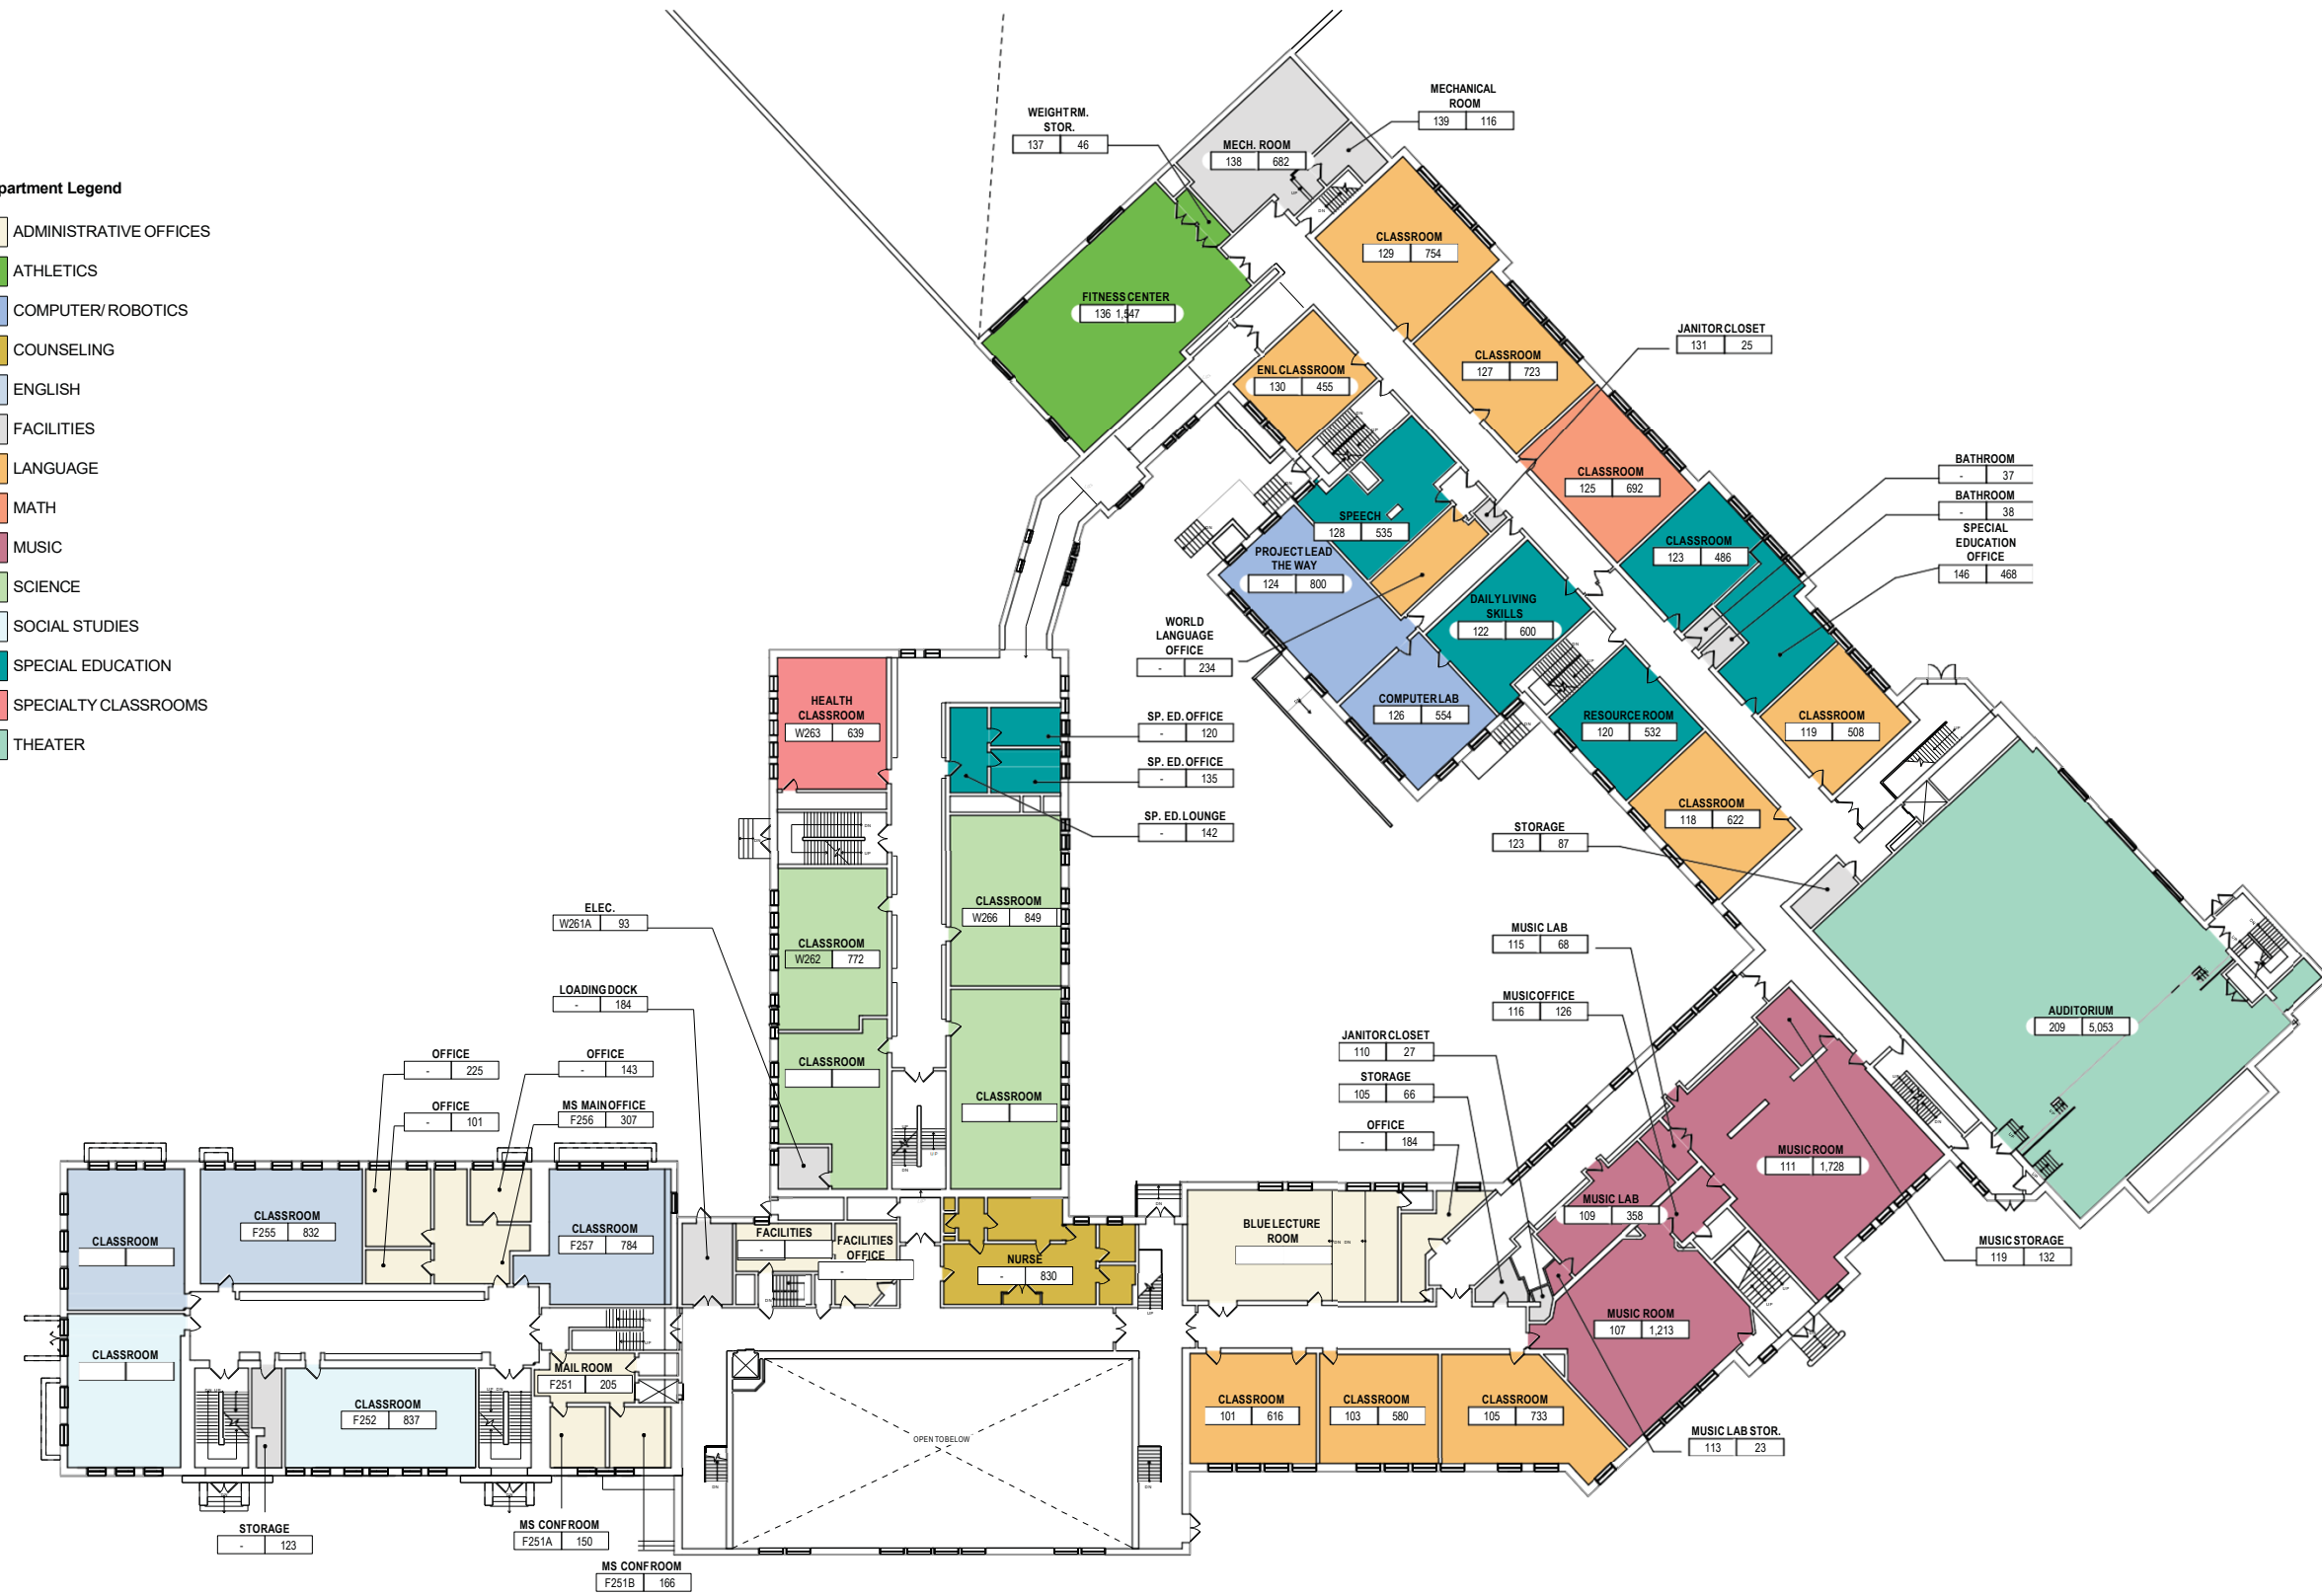 partment Legend
ADMINISTRATIVE OFFICES
ATHLETICS
COMPUTER/ ROBOTICS
COUNSELING
ENGLISH
FACILITIES
LANGUAGE
MATH
MUSIC
SCIENCE
SOCIAL STUDIES
SPECIAL EDUCATION
SPECIALTY CLASSROOMS
THEATER
WEIGHT RM.
STOR.
137 46
MECHANICAL
ROOM
139 116
MECH. ROOM
138 682
FITNESS CENTER
136 1,547
CLASSROOM
129 754
CLASSROOM
127 723
JANITOR CLOSET
131 25
ENL CLASSROOM
130 455
CLASSROOM
125 692
BATHROOM
- 37
BATHROOM
- 38
SPECIAL
EDUCATION
OFFICE
146 468
SPEECH
128 535
PROJECT LEAD
THE WAY
124 800
CLASSROOM
123 486
DAILY LIVING
SKILLS
122 600
WORLD
LANGUAGE
OFFICE
- 234
COMPUTER LAB
126 554
RESOURCE ROOM
120 532
CLASSROOM
119 508
CLASSROOM
118 622
HEALTH
CLASSROOM
W263 639
SP. ED. OFFICE
- 120
SP. ED. OFFICE
- 135
SP. ED. LOUNGE
- 142
STORAGE
123 87
ELEC.
W261A 93
CLASSROOM
W266 849
CLASSROOM
W262 772
MUSIC LAB
115 68
LOADING DOCK
- 184
MUSIC OFFICE
116 126
AUDITORIUM
209 5,053
JANITOR CLOSET
110 27
OFFICE
- 225
OFFICE
- 143
CLASSROOM
STORAGE
105 66
CLASSROOM
OFFICE
- 101
MS MAIN OFFICE
F256 307
OFFICE
- 184
MUSIC ROOM
111 1,728
MUSIC LAB
109 358
CLASSROOM
CLASSROOM
F255 832
CLASSROOM
F257 784
FACILITIES
-
FACILITIES
OFFICE
-
NURSE
- 830
BLUE LECTURE
ROOM
MUSIC STORAGE
119 132
MUSIC ROOM
107 1,213
CLASSROOM
MAIL ROOM
F251 205
CLASSROOM
F252 837
CLASSROOM
101 616
CLASSROOM
103 580
CLASSROOM
105 733
OPEN TO BELOW
MUSIC LAB STOR.
113 23
STORAGE
- 123
MS CONF ROOM
F251A 150
MS CONF ROOM
F251B 166